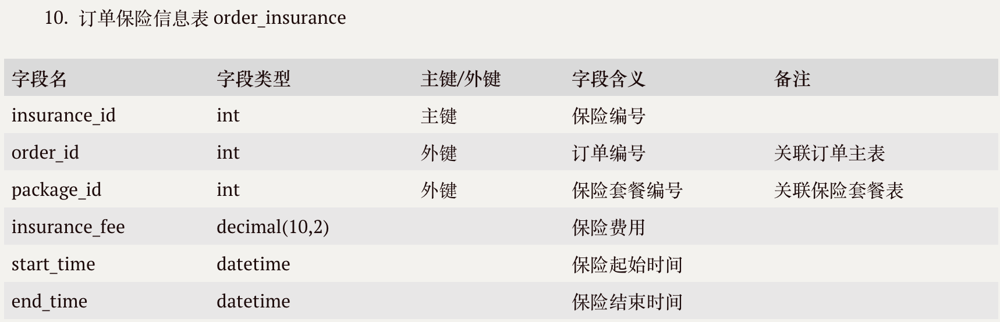 10. 订单保险信息表 order_insurance
字段名 字段类型 主键/外键 字段含义 备注
insurance_id int 主键 保险编号
order_id int 外键 订单编号 关联订单主表
package_id int 外键 保险套餐编号 关联保险套餐表
insurance_fee decimal(10,2) 保险费用
start_time datetime 保险起始时间
end_time datetime 保险结束时间